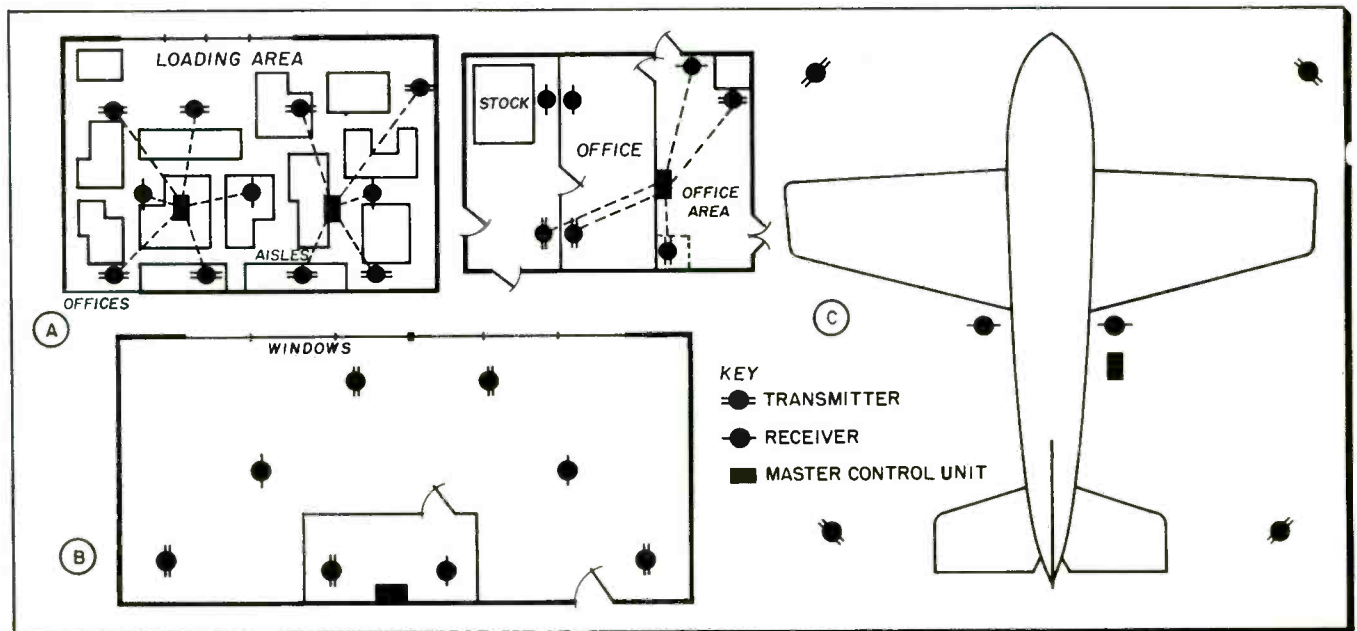 LOADING AREA
AISLES
OFFICES
A
STOCK
OFFICE
OFFICE
AREA
C
WINDOWS
B
KEY
TRANSMITTER
RECEIVER
MASTER CONTROL UNIT